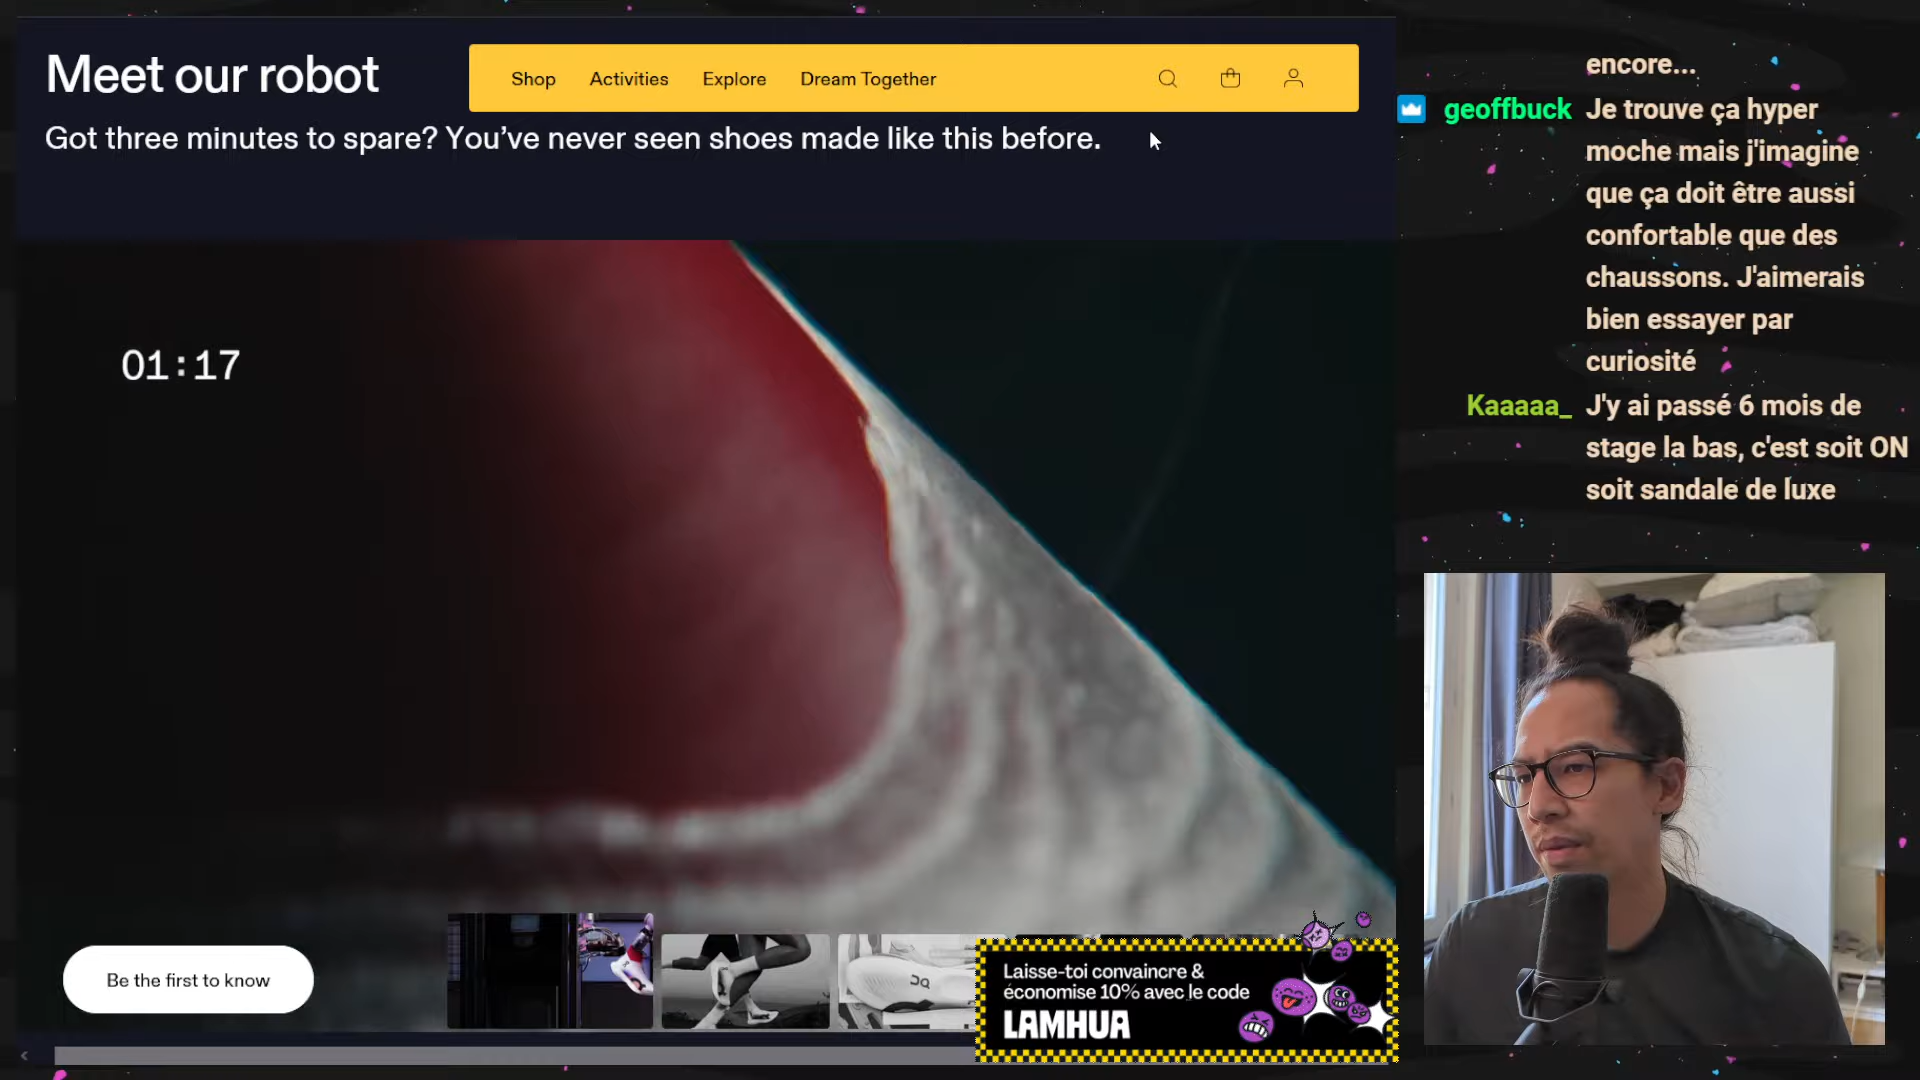 Meet our robot
Shop Activities Explore Dream Together
Got three minutes to spare? You’ve never seen shoes made like this before.
01:17
Be the first to know
Laisse-toi convaincre &
économise 10% avec le code
LAMHUA
encore...
geoffbuck Je trouve ça hyper
moche mais j'imagine
que ça doit être aussi
confortable que des
chaussons. J'aimerais
bien essayer par
curiosité
Kaaaaa_ J'y ai passé 6 mois de
stage la bas, c'est soit ON
soit sandale de luxe